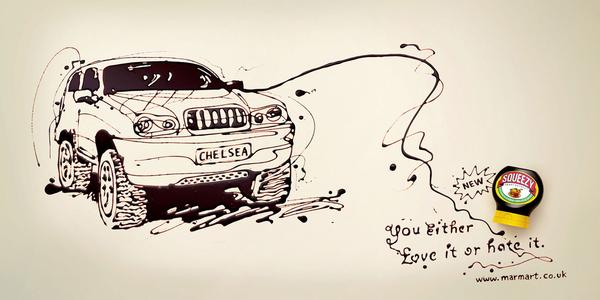 CHELSEA
NEW
SQUEEZY
You either
Love it or hate it.
www.marmart.co.uk